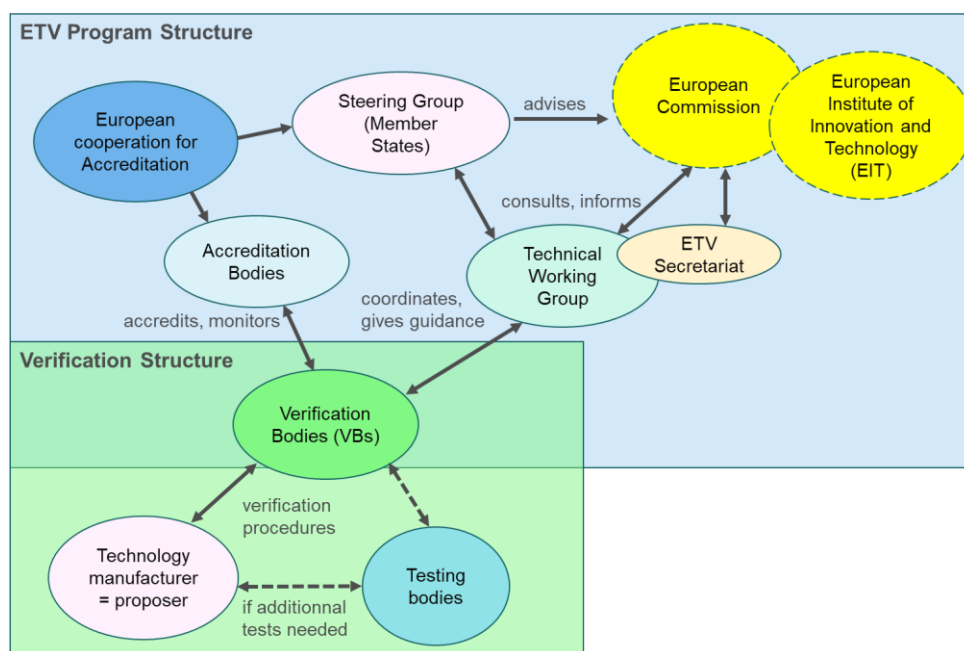 ETV Program Structure
European
cooperation for
Accreditation
Steering Group
(Member
States)
advises
European
Commission
European
Institute of
Innovation and
Technology
(EIT)
consults, informs
Accreditation
Bodies
Technical
Working
Group
ETV
Secretariat
accredits, monitors
coordinates,
gives guidance
Verification Structure
Verification
Bodies (VBs)
verification
procedures
Technology
manufacturer
= proposer
Testing
bodies
if additionnal
tests needed